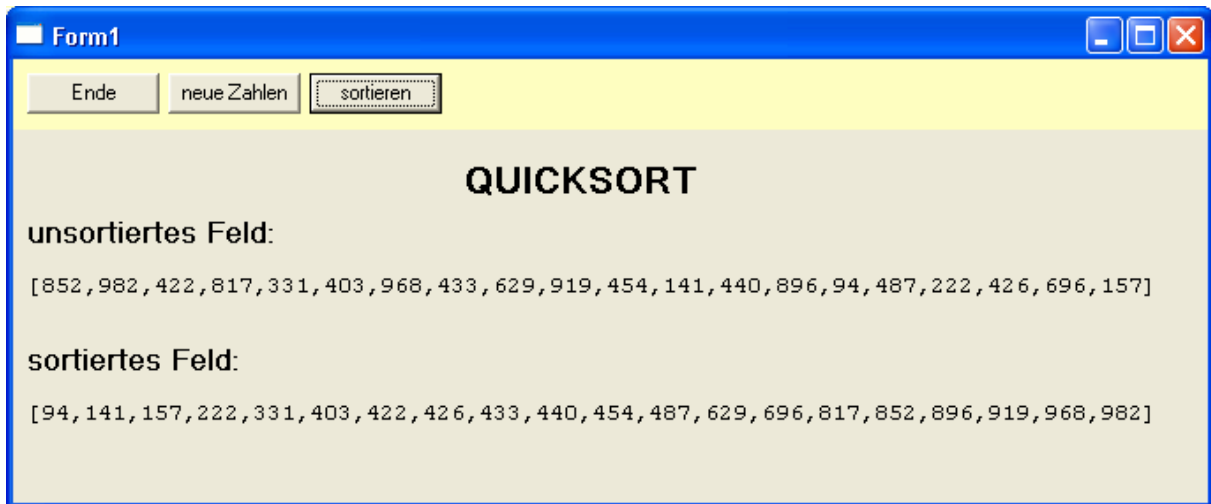 Form1
Ende neue Zahlen sortieren
QUICKSORT
unsortiertes Feld:
[852,982,422,817,331,403,968,433,629,919,454,141,440,896,94,487,222,426,696,157]
sortiertes Feld:
[94,141,157,222,331,403,422,426,433,440,454,487,629,696,817,852,896,919,968,982]